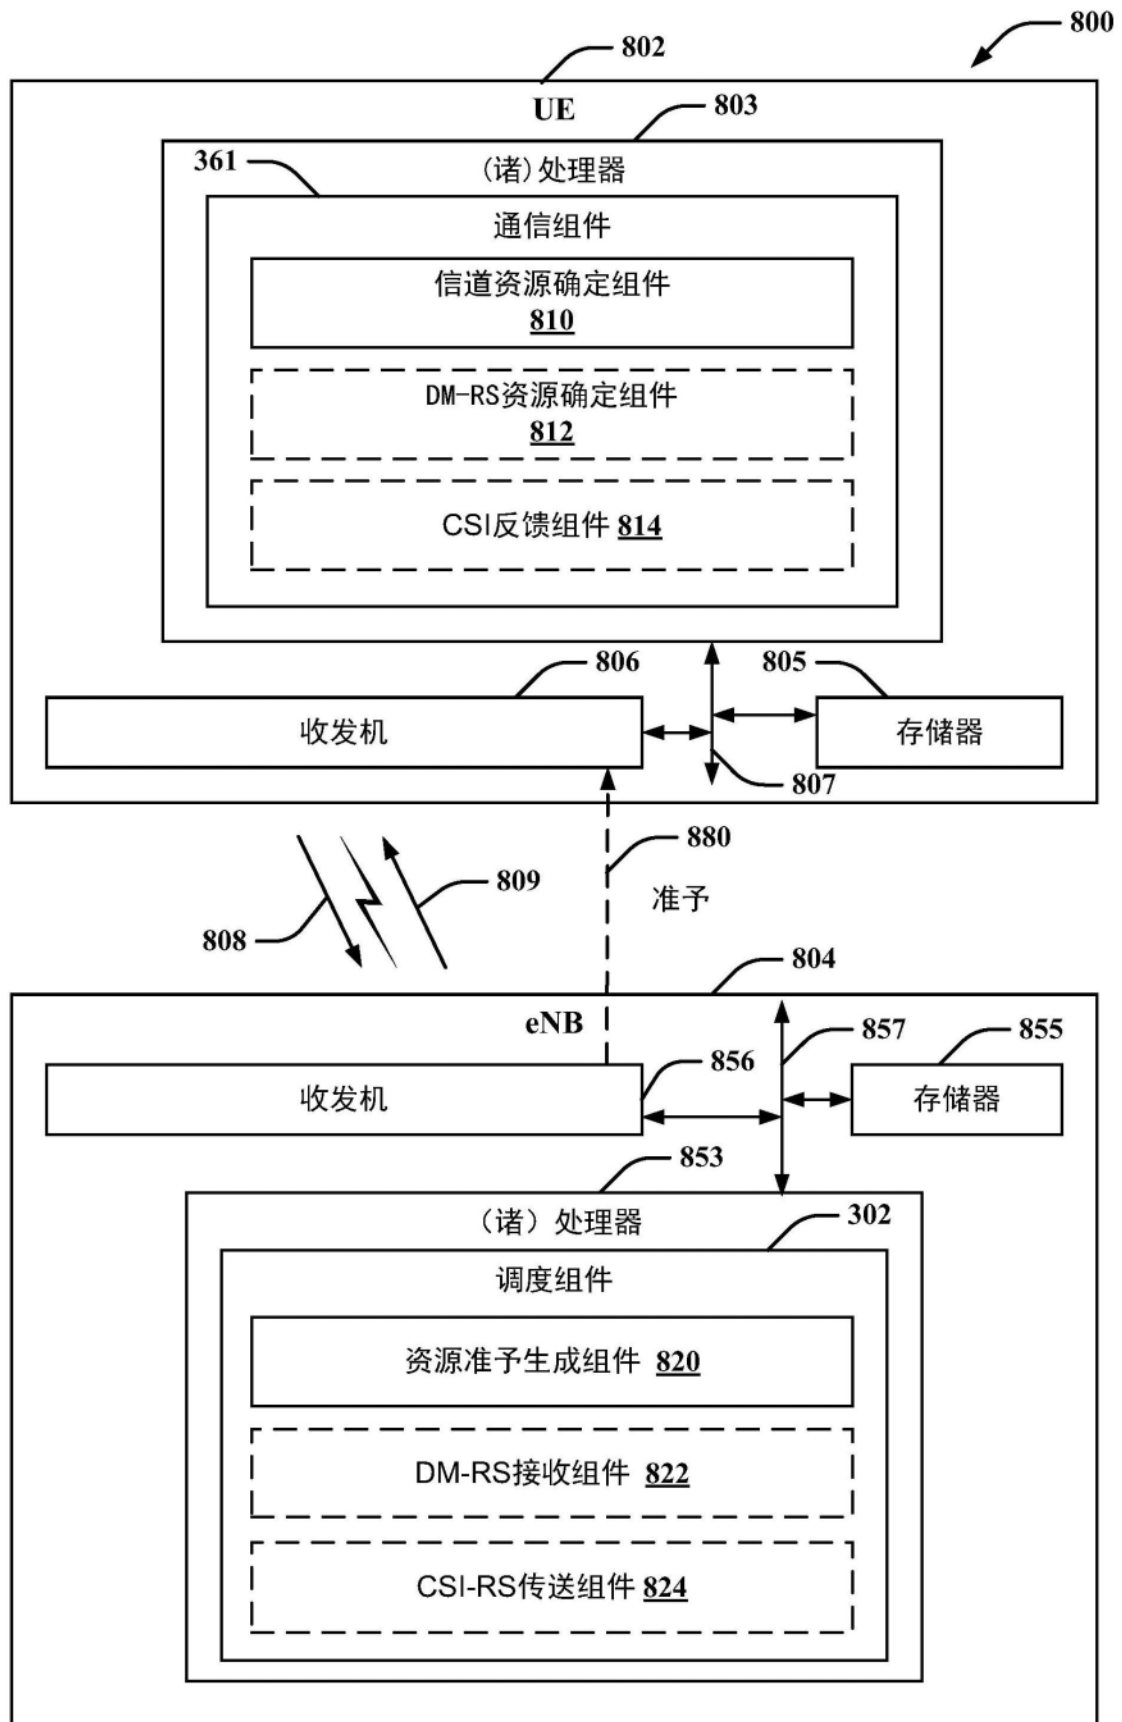 800
802
UE
803
361
(诸)处理器
通信组件
信道资源确定组件
810
DM-RS资源确定组件
812
CSI反馈组件 814
806
805
收发机
存储器
807
880
809
准予
808
804
eNB
857
855
856
收发机
存储器
853
（诸）处理器
302
调度组件
资源准予生成组件 820
DM-RS接收组件 822
CSI-RS传送组件 824